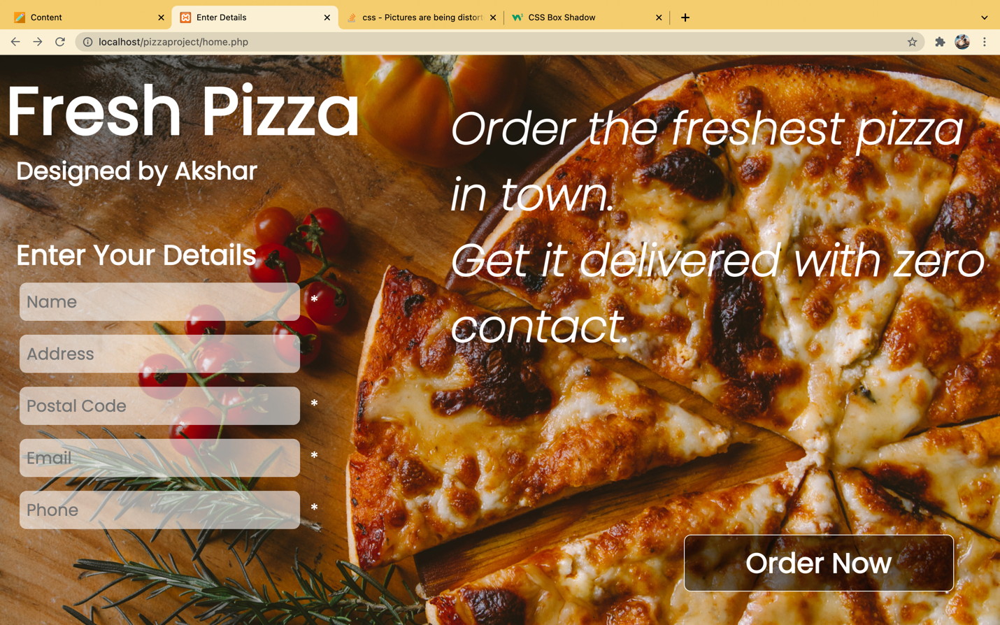 Content
Enter Details
css - Pictures are being distort
CSS Box Shadow
localhost/pizzaproject/home.php
Fresh Pizza
Designed by Akshar
Order the freshest pizza
in town.
Get it delivered with zero
contact.
Enter Your Details
Name *
Address
Postal Code *
Email *
Phone *
Order Now